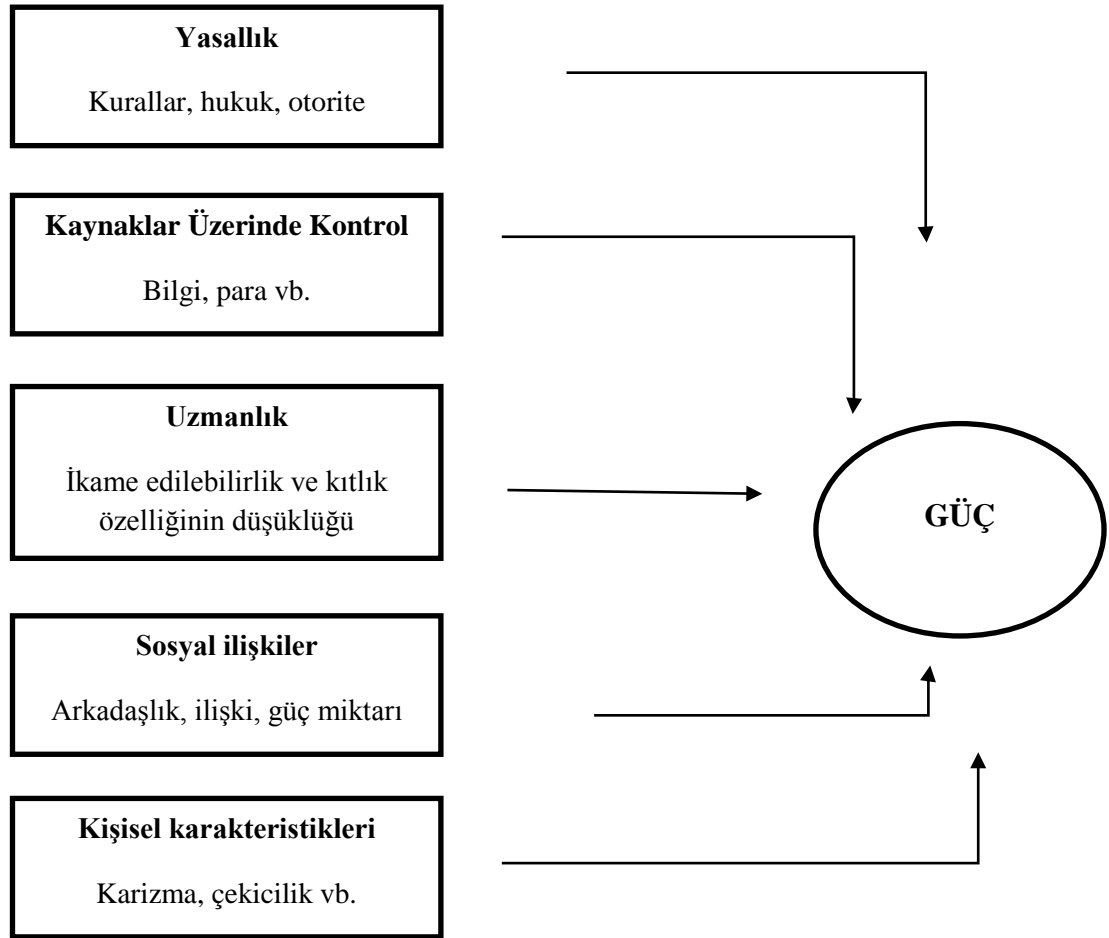 Yasallık
Kurallar, hukuk, otorite
Kaynaklar Üzerinde Kontrol
Bilgi, para vb.
Uzmanlık
İkame edilebilirlik ve kıtlık
özelliğinin düşüklüğü
GÜÇ
Sosyal ilişkiler
Arkadaşlık, ilişki, güç miktarı
Kişisel karakteristikleri
Karizma, çekicilik vb.